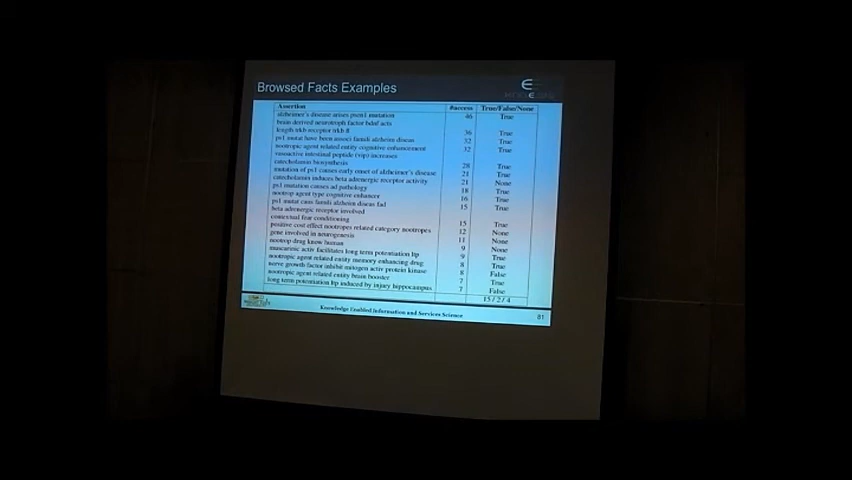 Browsed Facts Examples
Assertion #access True/False/None
alzheimer's disease arises psen1 mutation 46 True
brain derived neurotroph factor bdnf acts
length trkb receptor trkb fl 36 True
ps1 mutat have been associ famili alzheim diseas 32 True
nootropic agent related entity cognitive enhancement 32 True
vasoactive intestinal peptide (vip) increases
catecholamin biosynthesis 28 True
mutation of ps1 causes early onset of alzheimer's disease 21 True
catecholamin induces beta adrenergic receptor activity 21 None
ps1 mutation causes ad pathology 18 True
nootrop agent type cognitive enhancer 16 True
ps1 mutat caus famili alzheim diseas fad 15 True
beta adrenergic receptor involved
contextual fear conditioning 15 True
positive cost effect nootropes related category nootropes 12 None
gene involved in neurogenesis 11 None
nootrop drug know human 9 None
muscarinic activ facilitates long term potentiation ltp 9 True
nootropic agent related entity memory enhancing drug 8 True
nerve growth factor inhibit mitogen activ protein kinase 8 False
nootropic agent related entity brain booster 7 True
long term potentiation ltp induced by injury hippocampus 7 False
15 / 2 / 4
Knowledge Enabled Information and Services Science 81